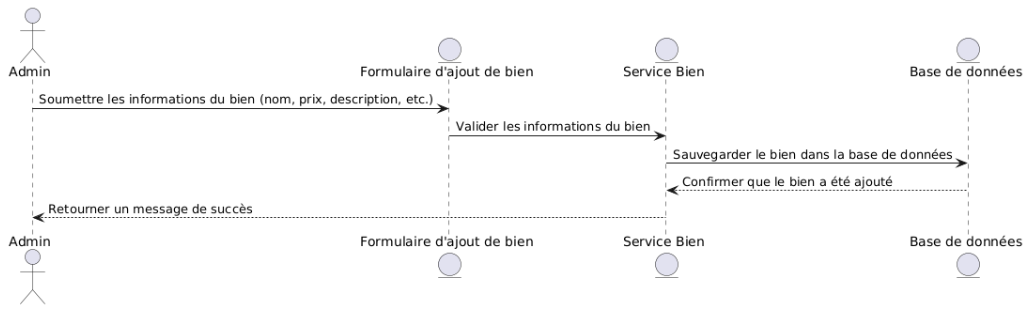 Admin
Formulaire d'ajout de bien
Service Bien
Base de données
Soumettre les informations du bien (nom, prix, description, etc.)
Valider les informations du bien
Sauvegarder le bien dans la base de données
Confirmer que le bien a été ajouté
Retourner un message de succès
Admin
Formulaire d'ajout de bien
Service Bien
Base de données